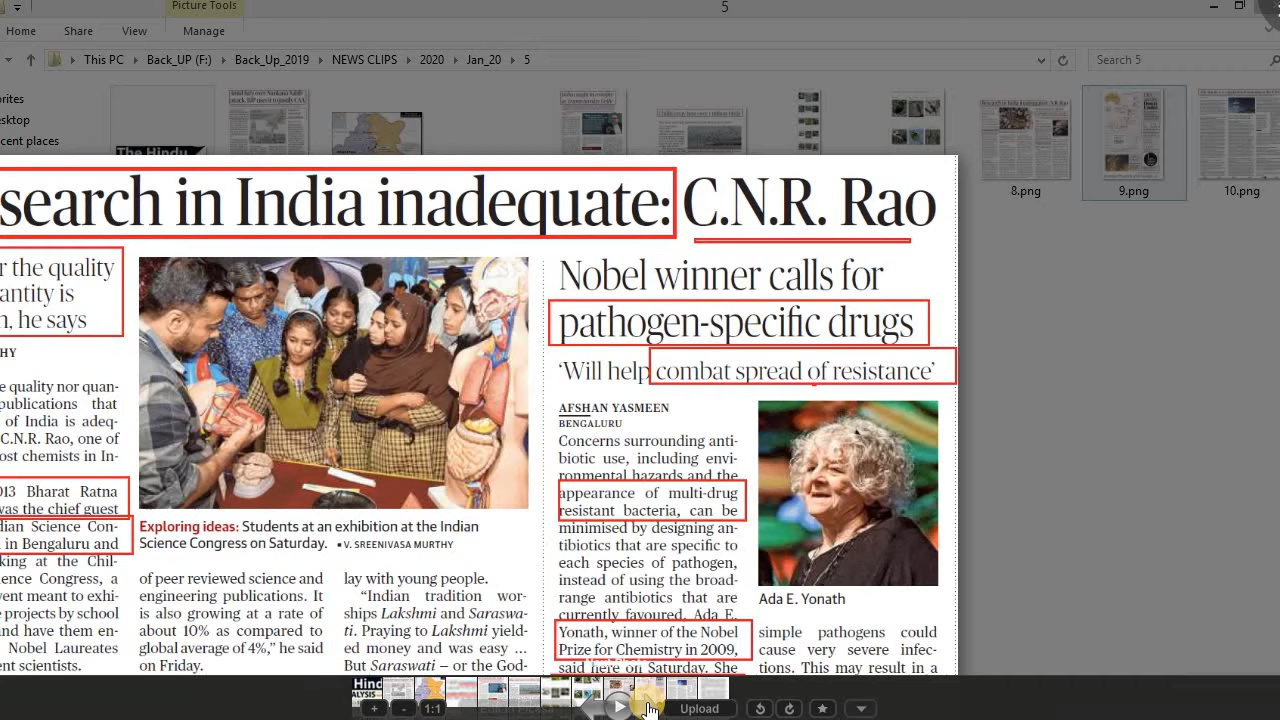 Picture Tools
5
Home Share View Manage
This PC Back_UP (F:) Back_Up_2019 NEWS CLIPS 2020 Jan_20 5
Search 5
The Hindu
8.png
9.png
10.png
search in India inadequate: C.N.R. Rao
r the quality
antity is
n, he says
HY
e quality nor quan-
publications that
of India is adeq-
C.N.R. Rao, one of
ost chemists in In-
013 Bharat Ratna
was the chief guest
dian Science Con-
in Bengaluru and
king at the Chil-
ience Congress, a
vent meant to exhi-
e projects by school
and have them en-
Nobel Laureates
nt scientists.
Exploring ideas: Students at an exhibition at the Indian
Science Congress on Saturday. ▪ V. SREENIVASA MURTHY
of peer reviewed science and
engineering publications. It
is also growing at a rate of
about 10% as compared to
global average of 4%,” he said
on Friday.
lay with young people.
“Indian tradition wor-
ships Lakshmi and Saraswa-
ti. Praying to Lakshmi yield-
ed money and was easy ...
But Saraswati – or the God-
Nobel winner calls for
pathogen-specific drugs
‘Will help combat spread of resistance’
AFSHAN YASMEEN
BENGALURU
Concerns surrounding anti-
biotic use, including envi-
ronmental hazards and the
appearance of multi-drug
resistant bacteria, can be
minimised by designing an-
tibiotics that are specific to
each species of pathogen,
instead of using the broad-
range antibiotics that are
currently favoured, Ada E.
Yonath, winner of the Nobel
Prize for Chemistry in 2009,
said here on Saturday. She
Ada E. Yonath
simple pathogens could
cause very severe infec-
tions. This may result in a
1:1
Upload